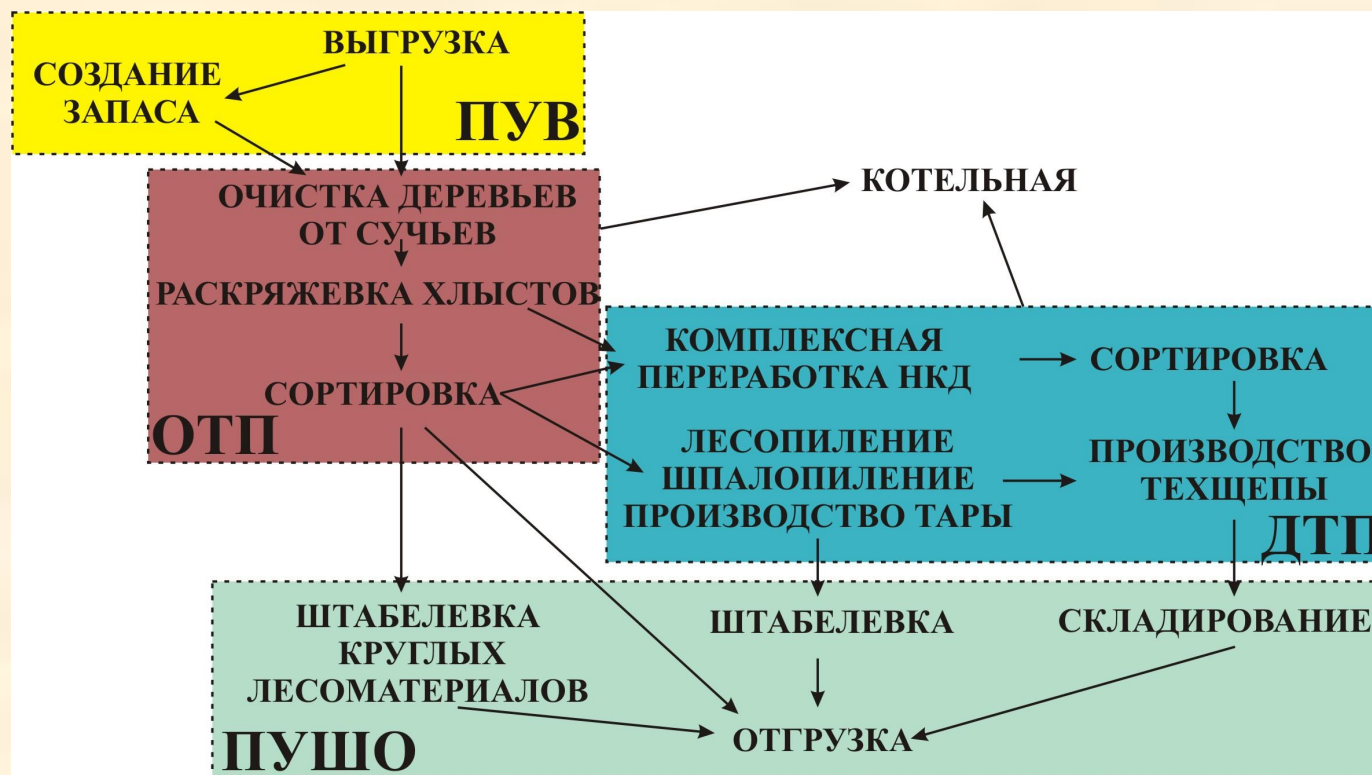 ВЫГРУЗКА
СОЗДАНИЕ
ЗАПАСА
ПУВ
ОЧИСТКА ДЕРЕВЬЕВ
ОТ СУЧЬЕВ
РАСКРЯЖЕВКА ХЛЫСТОВ
СОРТИРОВКА
ОТП
КОТЕЛЬНАЯ
КОМПЛЕКСНАЯ
ПЕРЕРАБОТКА НКД
СОРТИРОВКА
ЛЕСОПИЛЕНИЕ
ШПАЛОПИЛЕНИЕ
ПРОИЗВОДСТВО ТАРЫ
ПРОИЗВОДСТВО
ТЕХЩЕПЫ
ДТП
ШТАБЕЛЕВКА
КРУГЛЫХ
ЛЕСОМАТЕРИАЛОВ
ШТАБЕЛЕВКА
СКЛАДИРОВАНИЕ
ОТГРУЗКА
ПУШО